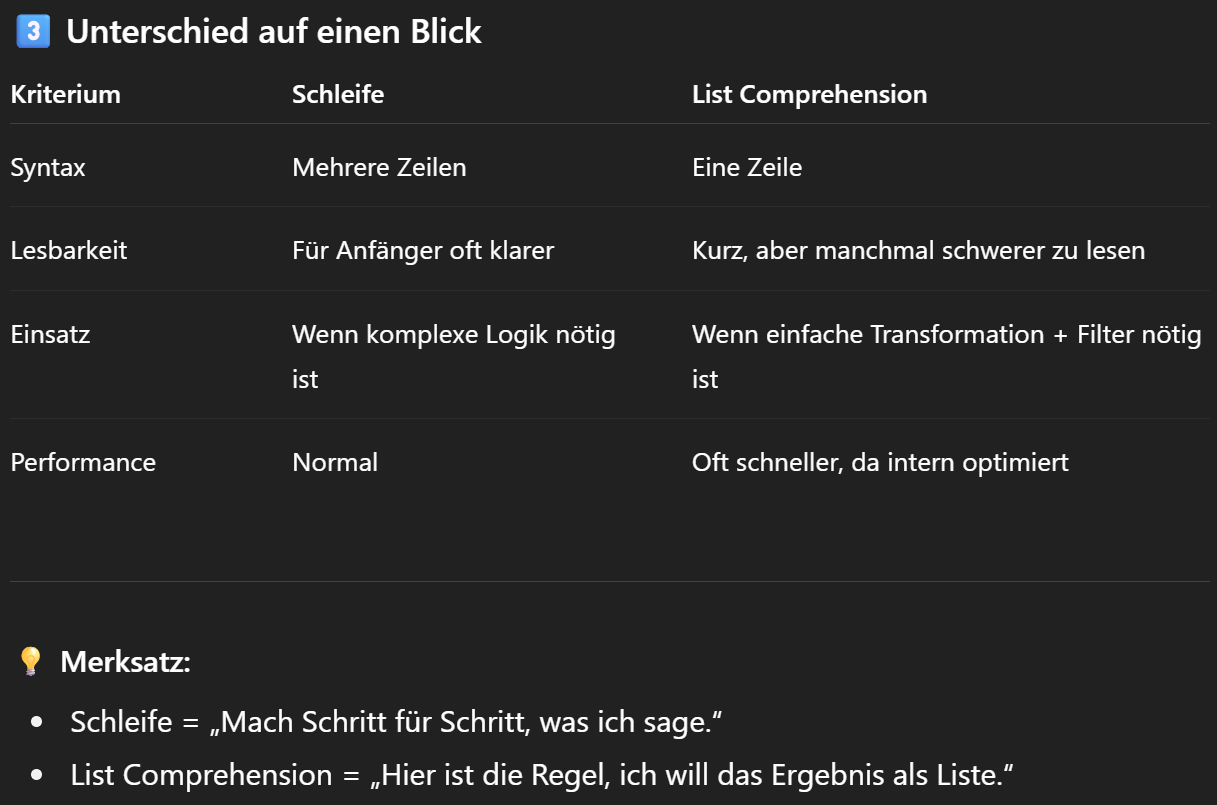 3 Unterschied auf einen Blick
Kriterium Schleife List Comprehension
Syntax Mehrere Zeilen Eine Zeile
Lesbarkeit Für Anfänger oft klarer Kurz, aber manchmal schwerer zu lesen
Einsatz Wenn komplexe Logik nötig Wenn einfache Transformation + Filter nötig
ist ist
Performance Normal Oft schneller, da intern optimiert
Merksatz:
• Schleife = „Mach Schritt für Schritt, was ich sage.“
• List Comprehension = „Hier ist die Regel, ich will das Ergebnis als Liste.“